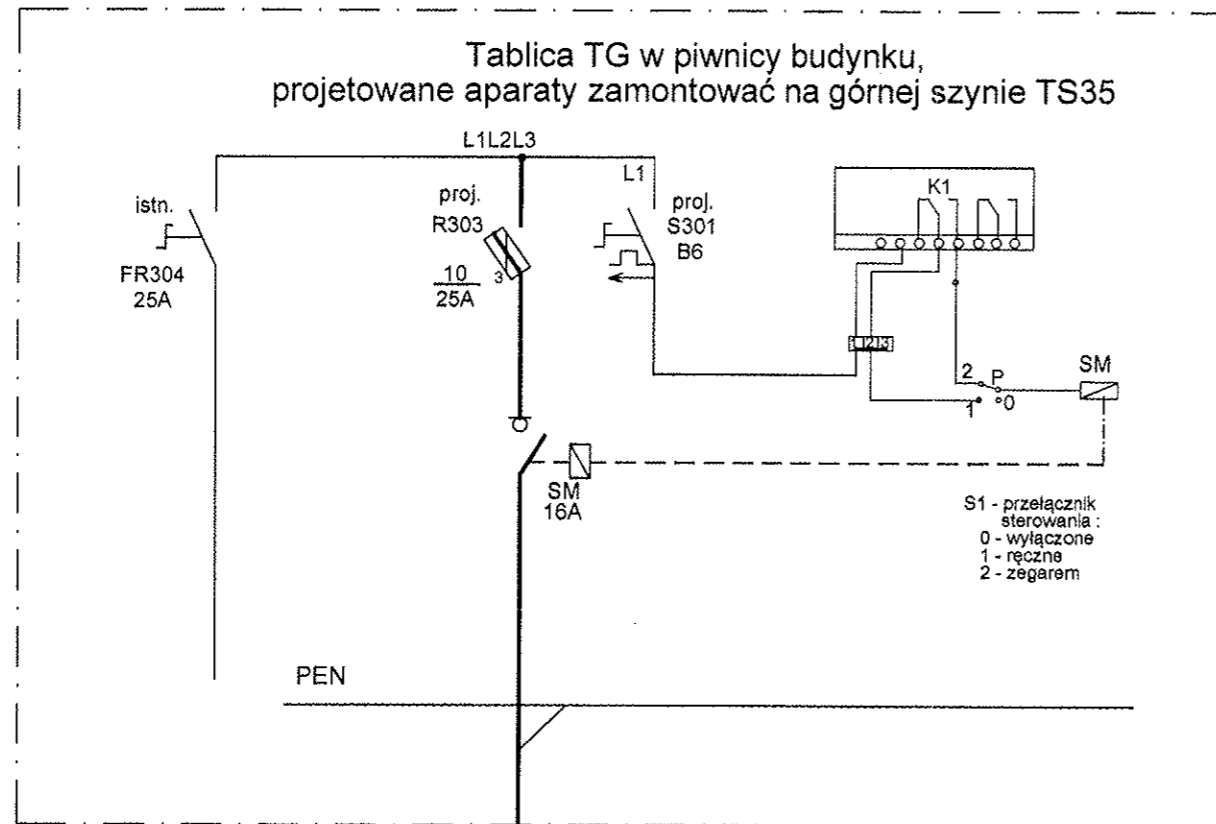 Tablica TG w piwnicy budynku,
projetowane aparaty zamontować na górnej szynie TS35
L1L2L3
L1
istn.
FR304
25A
proj.
R303
10
25A
3
proj.
S301
B6
K1
2
P
1
0
SM
SM
16A
S1 - przełącznik
sterowania :
0 - wyłączone
1 - ręczne
2 - zegarem
PEN